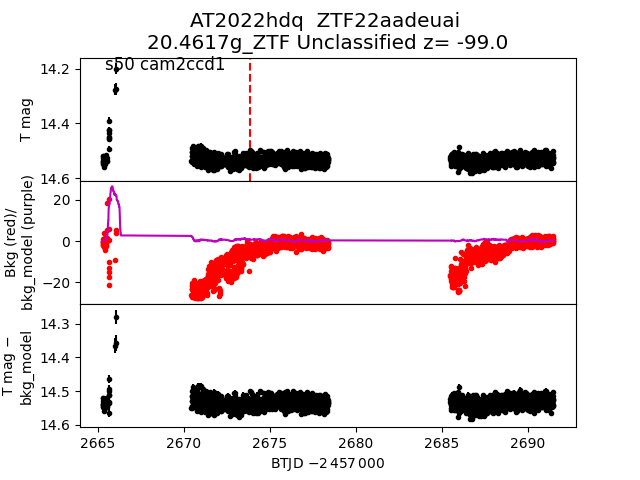 AT2022hdq  ZTF22aadeuai
20.4617g_ZTF Unclassified z= -99.0
s50 cam2ccd1
14.2
14.4
14.6
T mag
20
0
−20
Bkg (red)/
bkg_model (purple)
14.3
14.4
14.5
14.6
T mag −
bkg_model
2665 2670 2675 2680 2685 2690
BTJD −2 457 000